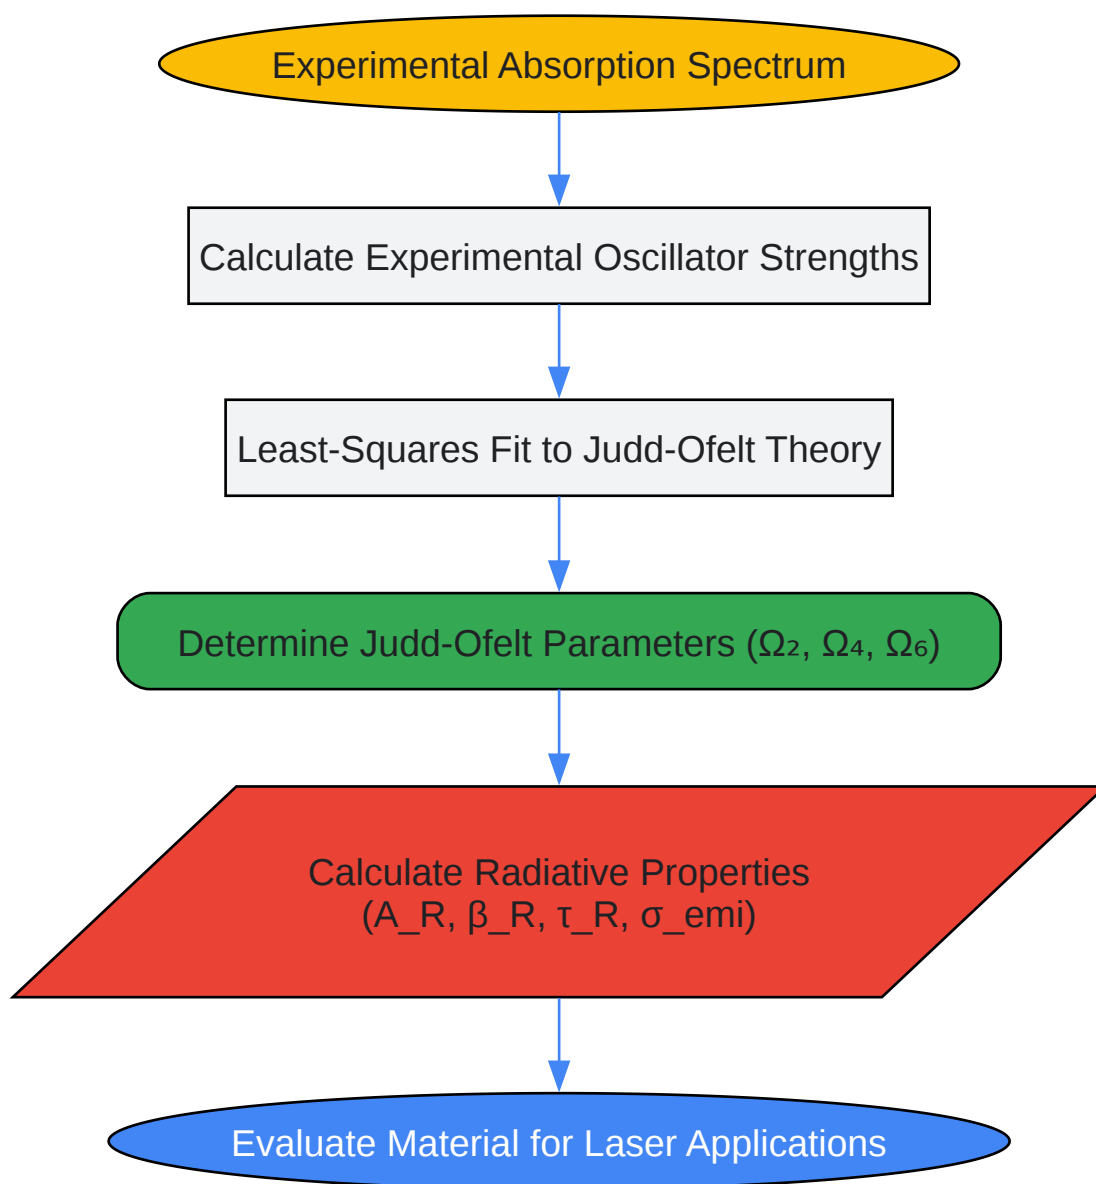 Experimental Absorption Spectrum
Calculate Experimental Oscillator Strengths
Least-Squares Fit to Judd-Ofelt Theory
Determine Judd-Ofelt Parameters (Ω₂, Ω₄, Ω₆)
Calculate Radiative Properties
(A_R, β_R, τ_R, σ_emi)
Evaluate Material for Laser Applications